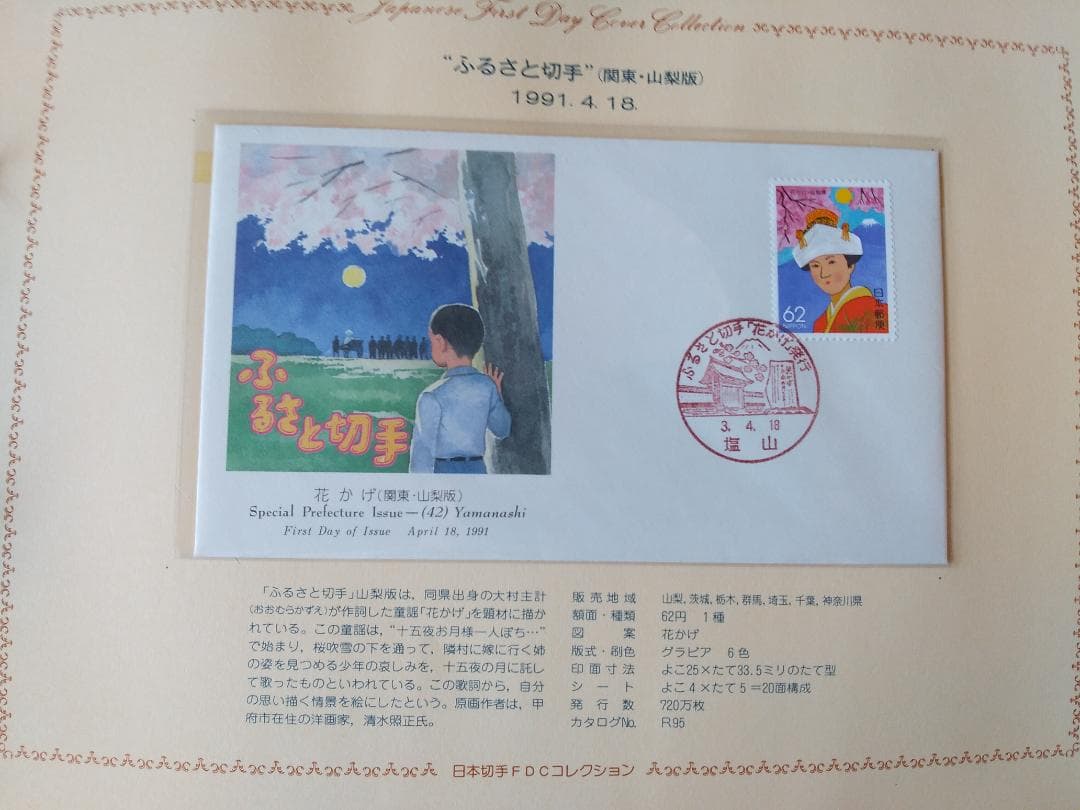 Japanese First Day Cover Collection
“ふるさと切手”(関東・山梨版)
1991. 4. 18.
ふるさと切手
62
NIPPON
日本郵便
ふるさと切手「花かげ」発行
3. 4. 18
塩 山
花 か げ(関東・山梨版)
Special Prefecture Issue—(42) Yamanashi
First Day of Issue April 18, 1991
「ふるさと切手」山梨版は、同県出身の大村主計
(おおむらかずえ)が作詞した童謡「花かげ」を題材に描か
れている。この童謡は、“十五夜お月様一人ぼち…”
で始まり、桜吹雪の下を通って、隣村に嫁に行く姉
の姿を見つめる少年の哀しみを、十五夜の月に託し
て歌ったものといわれている。この歌詞から、自分
の思い描く情景を絵にしたという。原画作者は、甲
府市在住の洋画家，清水照正氏。
販売地域 山梨，茨城，栃木，群馬，埼玉，千葉，神奈川県
額面・種類 62円 1種
図案 花かげ
版式・刷色 グラビア 6色
印面寸法 よこ25×たて33.5ミリのたて型
シート よこ4×たて5＝20面構成
発行数 720万枚
カタログNo. R95
日本切手FDCコレクション